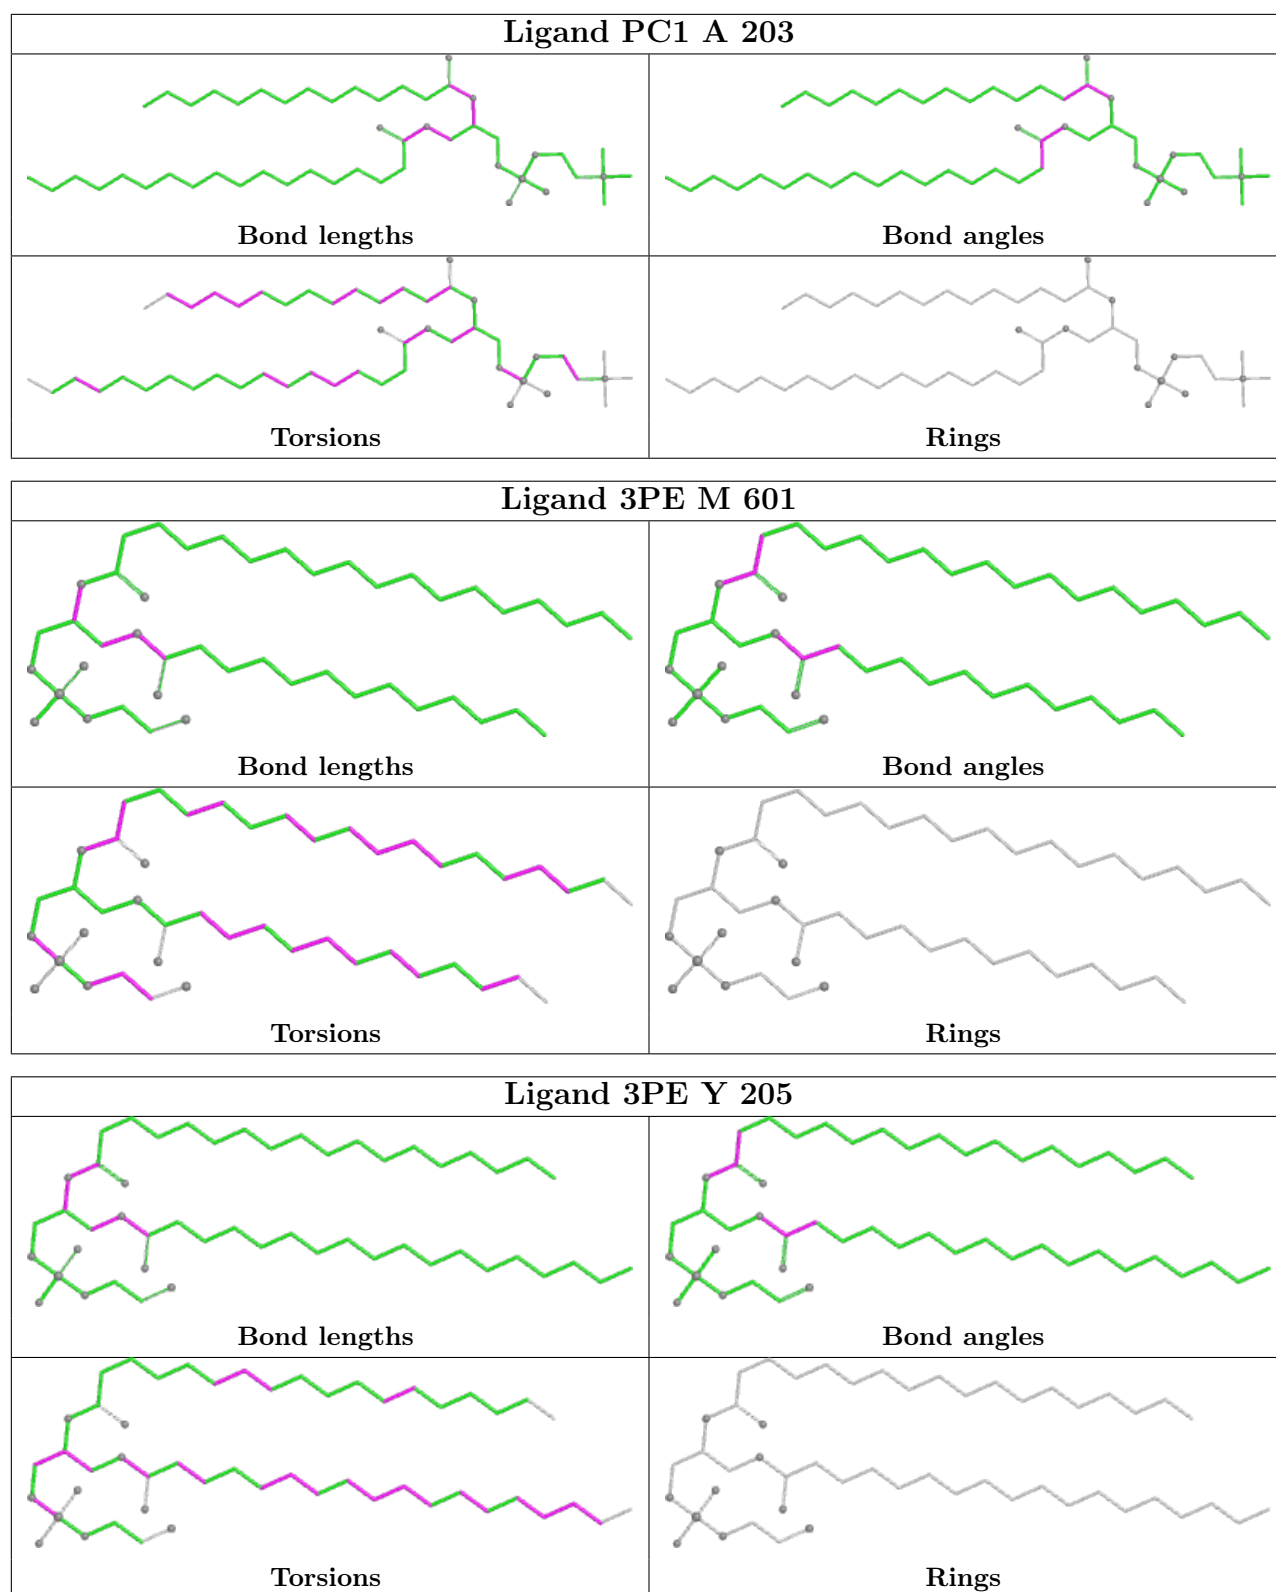 Ligand PC1 A 203
Bond lengths
Bond angles
Torsions
Rings
Ligand 3PE M 601
Bond lengths
Bond angles
Torsions
Rings
Ligand 3PE Y 205
Bond lengths
Bond angles
Torsions
Rings